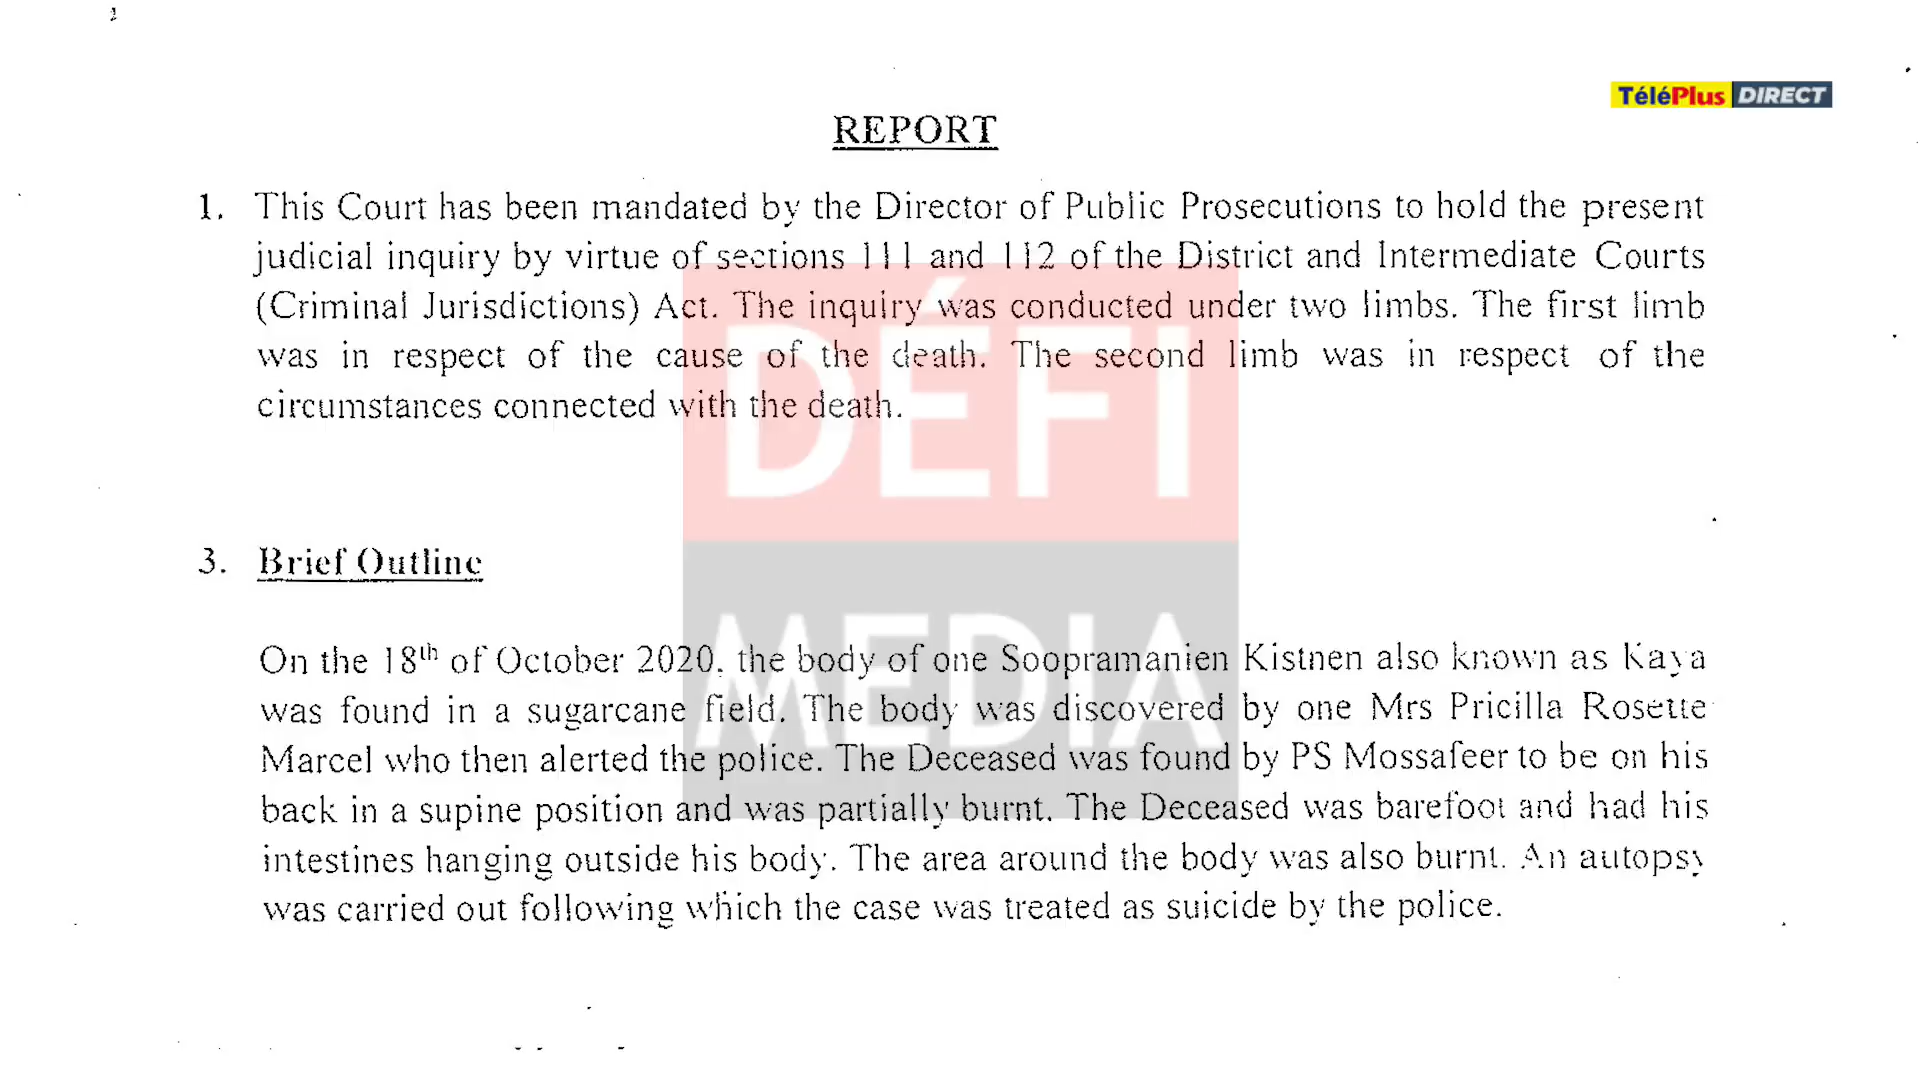 TéléPlus DIRECT
REPORT
1. This Court has been mandated by the Director of Public Prosecutions to hold the present
judicial inquiry by virtue of sections 111 and 112 of the District and Intermediate Courts
(Criminal Jurisdictions) Act. The inquiry was conducted under two limbs. The first limb
was in respect of the cause of the death. The second limb was in respect of the
circumstances connected with the death.
DÉFI
MEDIA
3. Brief Outline
On the 18th of October 2020, the body of one Soopramanien Kistnen also known as Kaya
was found in a sugarcane field. The body was discovered by one Mrs Pricilla Rosette
Marcel who then alerted the police. The Deceased was found by PS Mossafeer to be on his
back in a supine position and was partially burnt. The Deceased was barefoot and had his
intestines hanging outside his body. The area around the body was also burnt. An autopsy
was carried out following which the case was treated as suicide by the police.